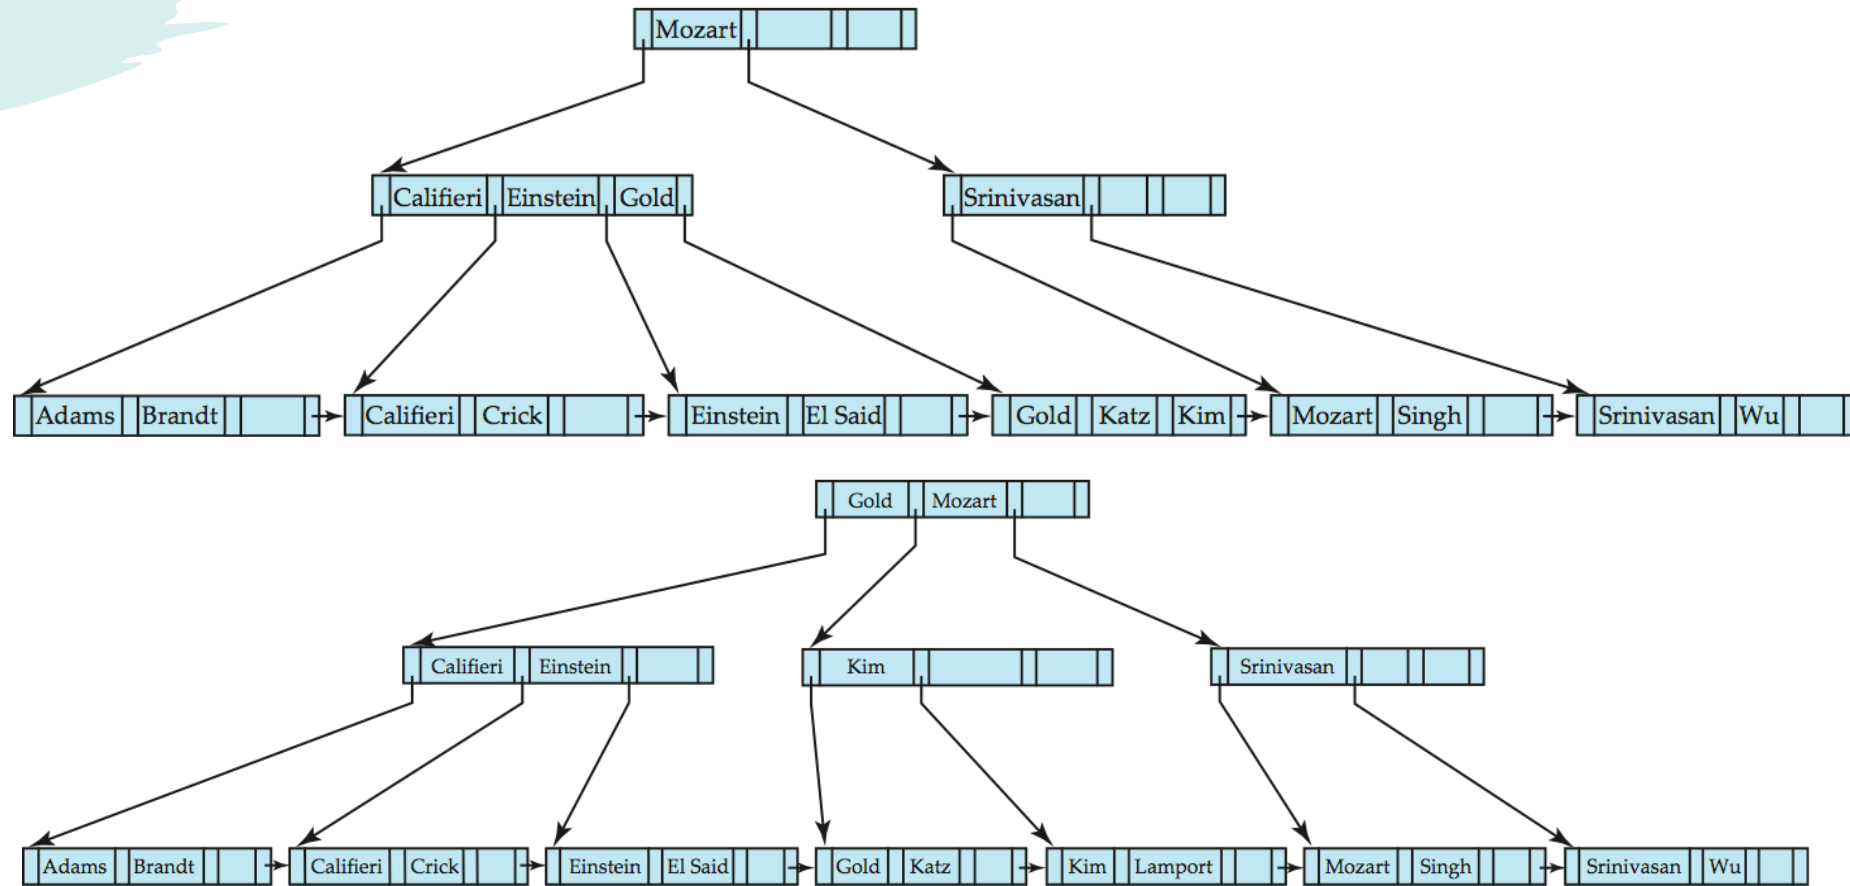 Mozart
Califieri Einstein Gold
Srinivasan
Adams Brandt
Califieri Crick
Einstein El Said
Gold Katz Kim
Mozart Singh
Srinivasan Wu
Gold Mozart
Califieri Einstein
Kim
Srinivasan
Adams Brandt
Califieri Crick
Einstein El Said
Gold Katz
Kim Lamport
Mozart Singh
Srinivasan Wu